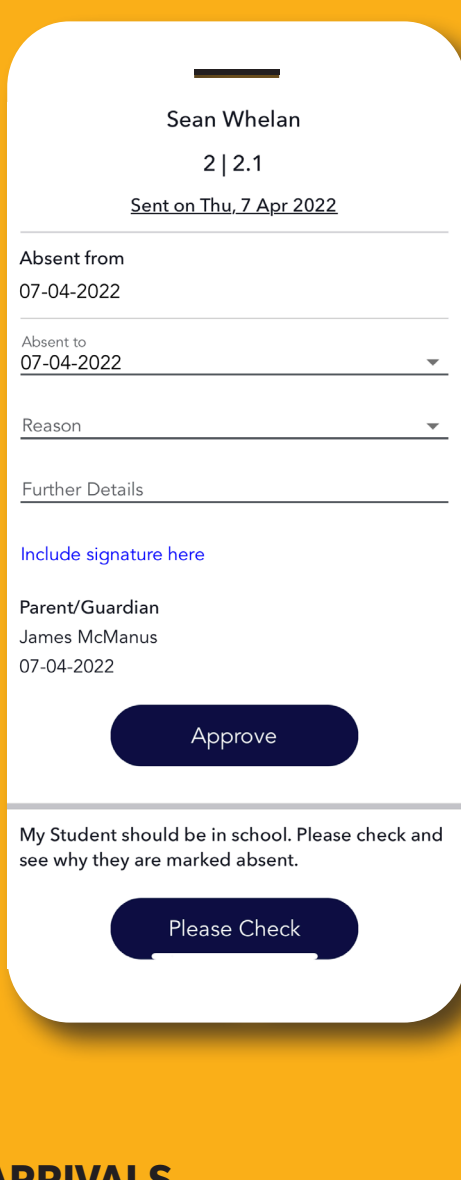 Sean Whelan
2 | 2.1
Sent on Thu, 7 Apr 2022
Absent from
07-04-2022
Absent to
07-04-2022
Reason
Further Details
Include signature here
Parent/Guardian
James McManus
07-04-2022
Approve
My Student should be in school. Please check and
see why they are marked absent.
Please Check
ARRIVALS